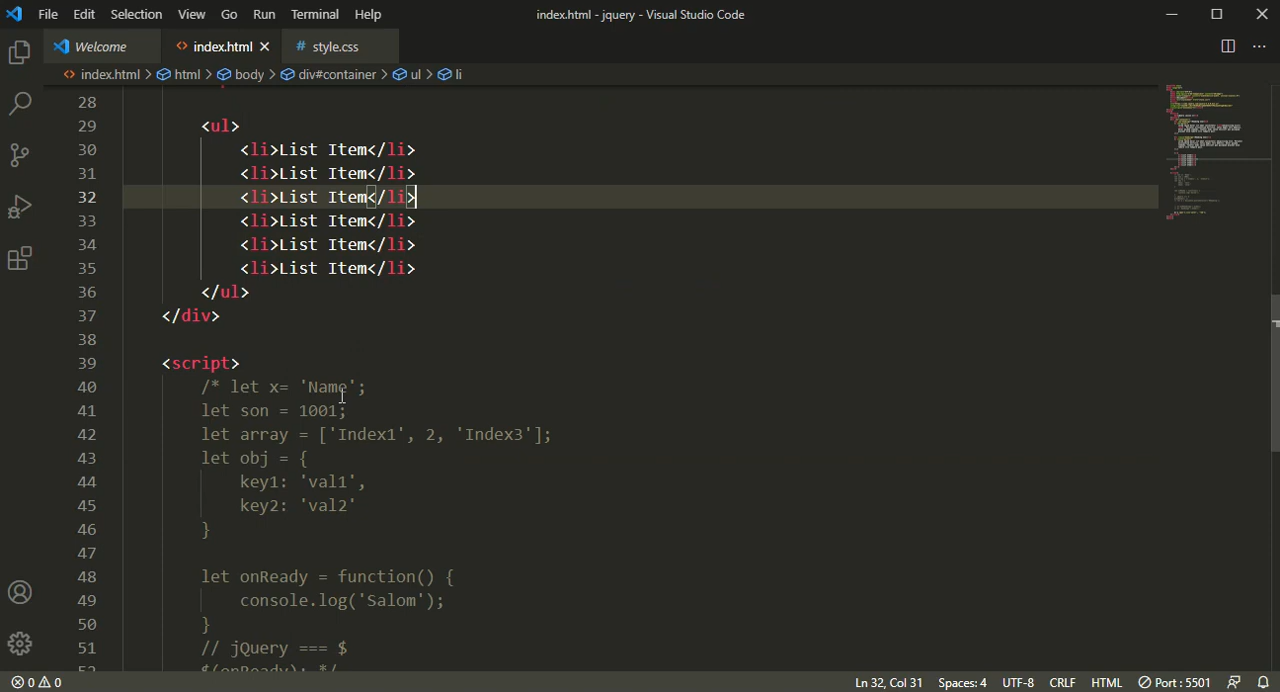 File Edit Selection View Go Run Terminal Help index.html - jquery - Visual Studio Code
Welcome index.html # style.css
index.html > html > body > div#container > ul > li
28
29 <ul>
30 <li>List Item</li>
31 <li>List Item</li>
32 <li>List Item</li>
33 <li>List Item</li>
34 <li>List Item</li>
35 <li>List Item</li>
36 </ul>
37 </div>
38
39 <script>
40 /* let x= 'Name';
41 let son = 1001;
42 let array = ['Index1', 2, 'Index3'];
43 let obj = {
44 key1: 'val1',
45 key2: 'val2'
46 }
47
48 let onReady = function() {
49 console.log('Salom');
50 }
51 // jQuery === $
52 $(onReady); */
0 0 Ln 32, Col 31 Spaces: 4 UTF-8 CRLF HTML Port : 5501